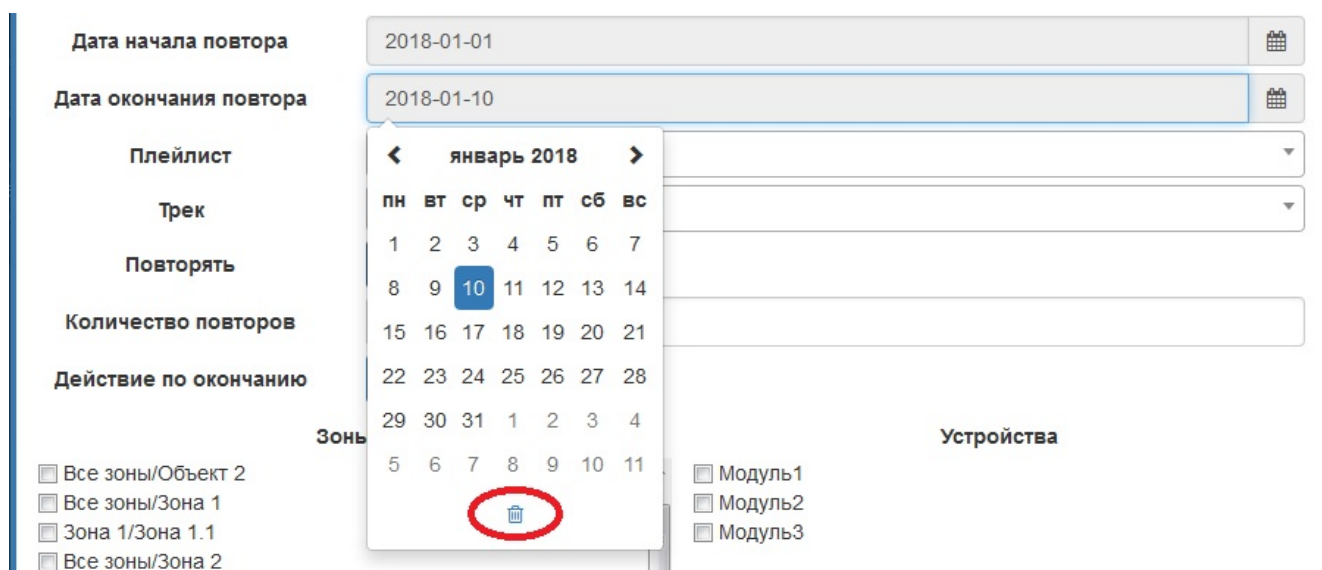 Дата начала повтора 2018-01-01
Дата окончания повтора 2018-01-10
Плейлист
Трек
Повторять
Количество повторов
Действие по окончанию
январь 2018
пн вт ср чт пт сб вс
1 2 3 4 5 6 7
8 9 10 11 12 13 14
15 16 17 18 19 20 21
22 23 24 25 26 27 28
29 30 31 1 2 3 4
5 6 7 8 9 10 11
Зоны
Все зоны/Объект 2
Все зоны/Зона 1
Зона 1/Зона 1.1
Все зоны/Зона 2
Устройства
Модуль1
Модуль2
Модуль3